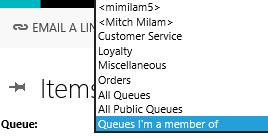 <mimilam5>
<Mitch Milam>
EMAIL A LIN
Customer Service
Loyalty
Miscellaneous
Orders
Items
All Queues
All Public Queues
Queue: Queues I'm a member of